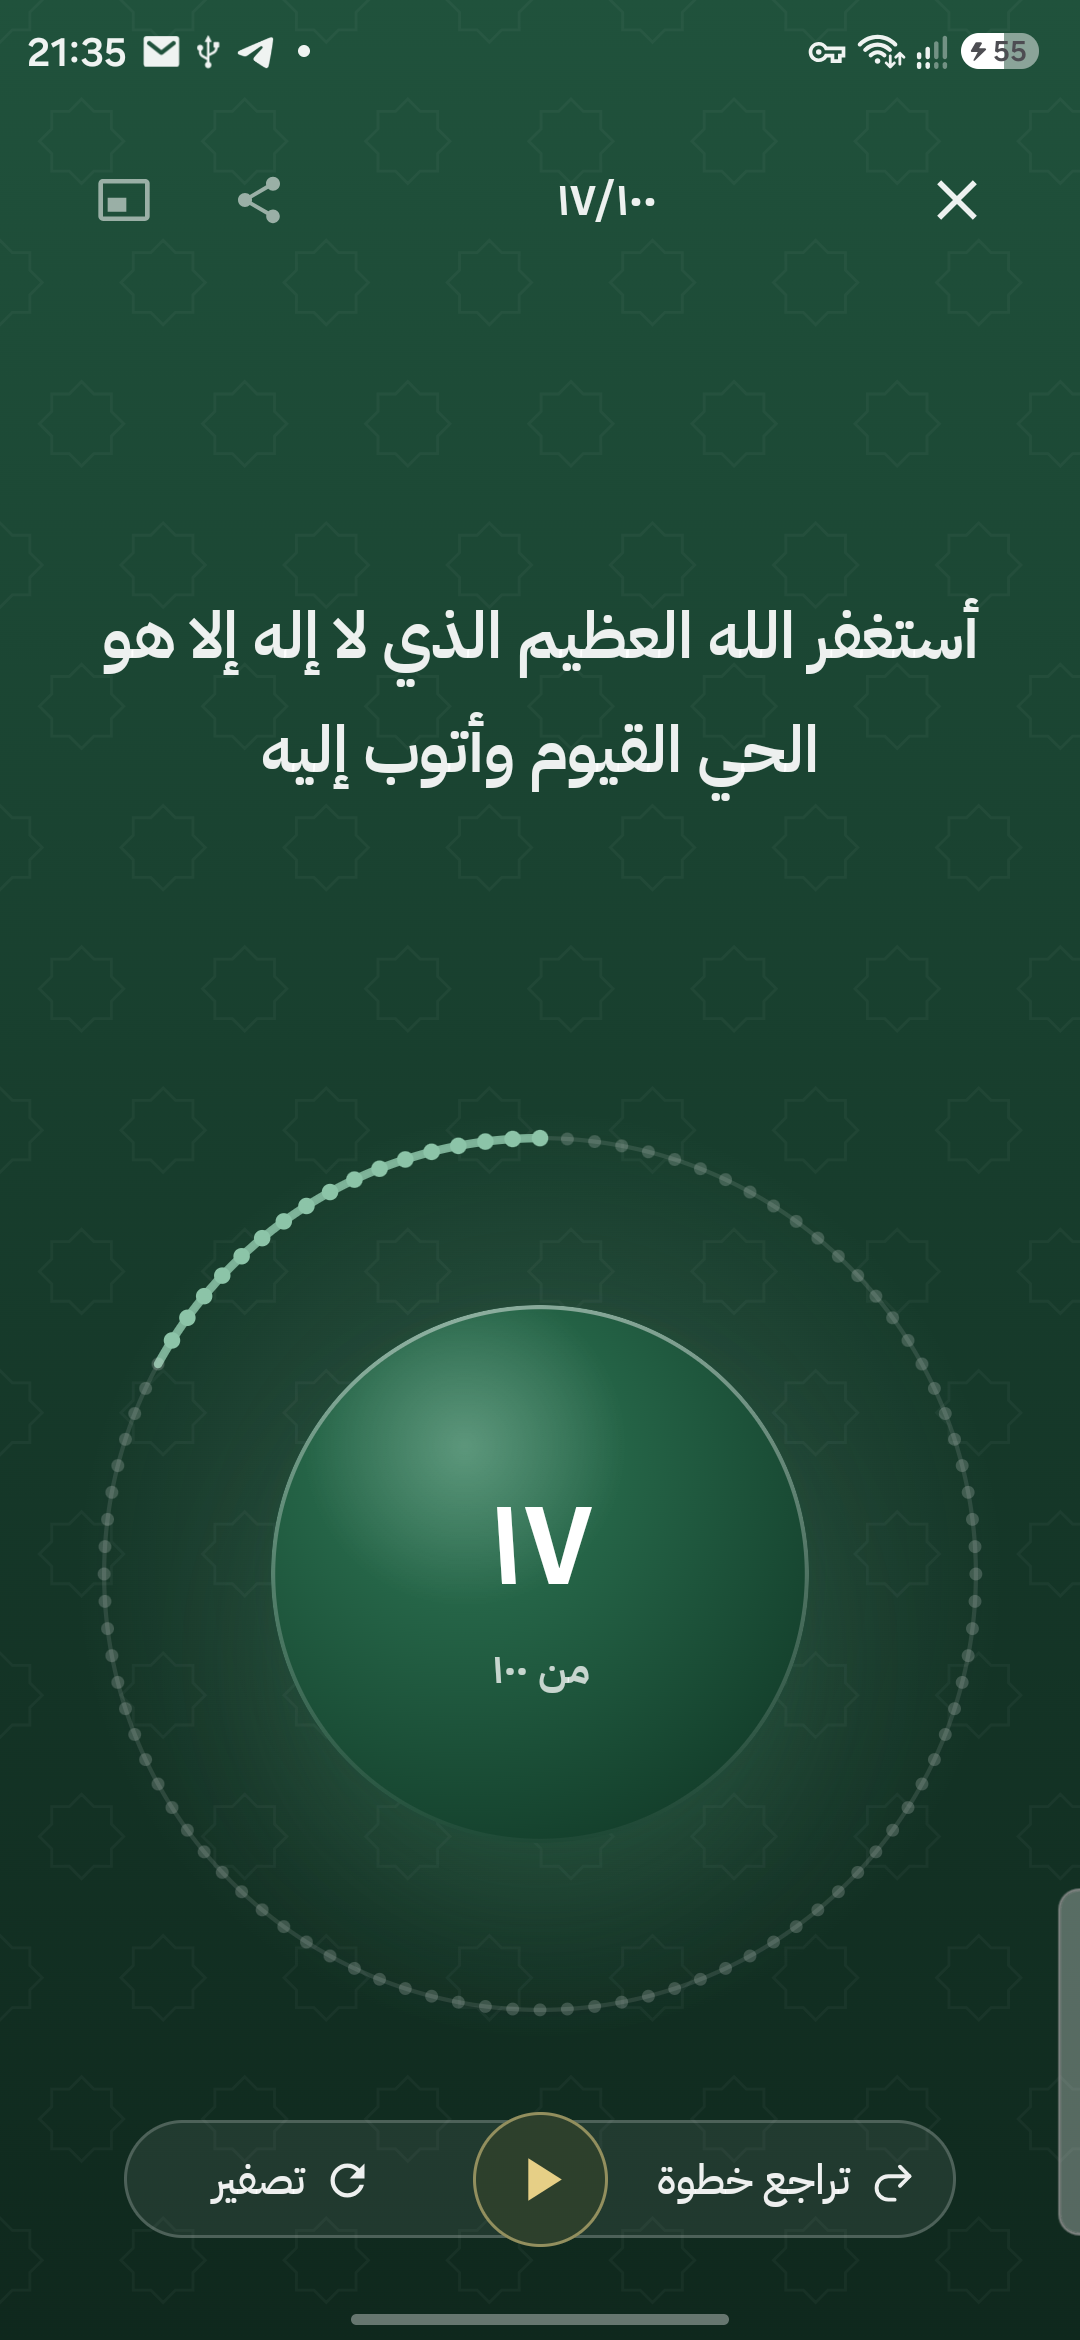 21:35
55
١٧/١٠٠
أستغفر الله العظيم الذي لا إله إلا هو
الحي القيوم وأتوب إليه
١٧
من ١٠٠
تراجع خطوة
تصفير